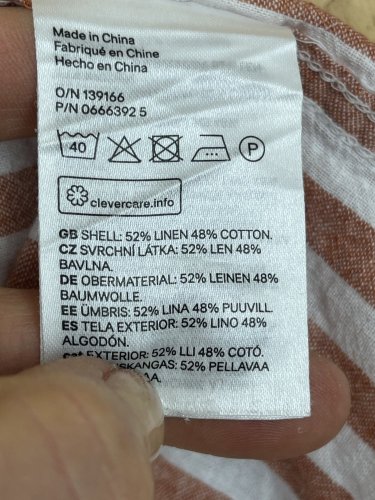 Made in China
Fabriqué en Chine
Hecho en China
O/N 139166
P/N 0666392 5
40 P
clevercare.info
GB SHELL: 52% LINEN 48% COTTON.
CZ SVRCHNÍ LÁTKA: 52% LEN 48%
BAVLNA.
DE OBERMATERIAL: 52% LEINEN 48%
BAUMWOLLE.
EE ÜMBRIS: 52% LINA 48% PUUVILL.
ES TELA EXTERIOR: 52% LINO 48%
ALGODÓN.
cat EXTERIOR: 52% LLI 48% COTÓ.
52% PELLAVAA